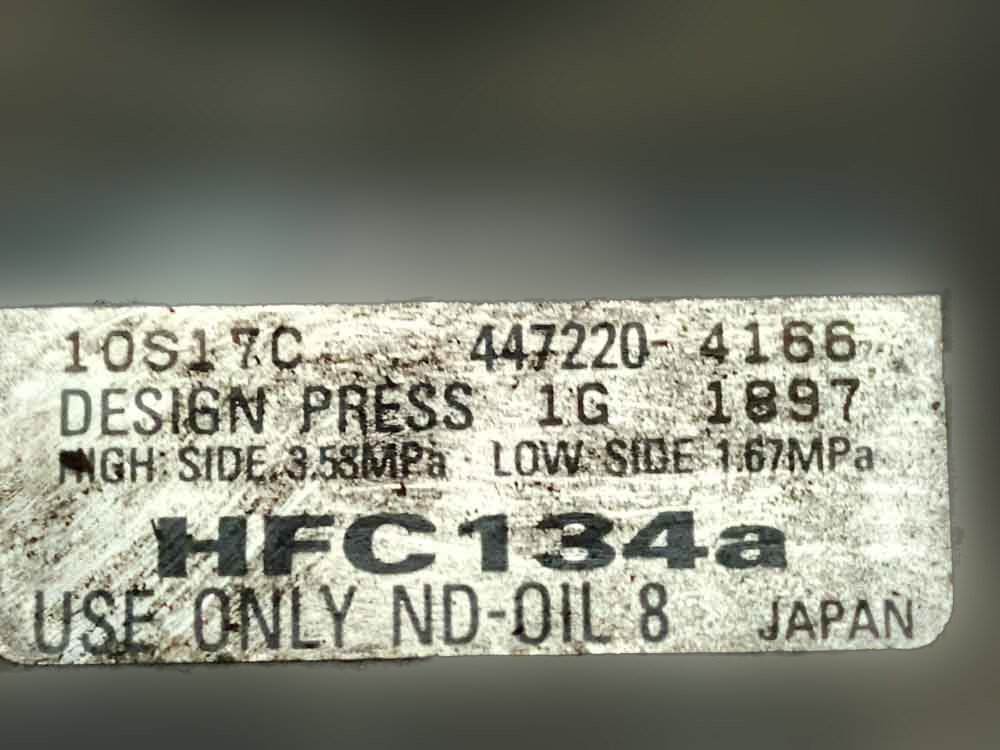 10S17C 447220-4166
DESIGN PRESS 1G 1897
HIGH SIDE 3.53MPa LOW SIDE 1.67MPa
HFC134a
USE ONLY ND-OIL 8 JAPAN